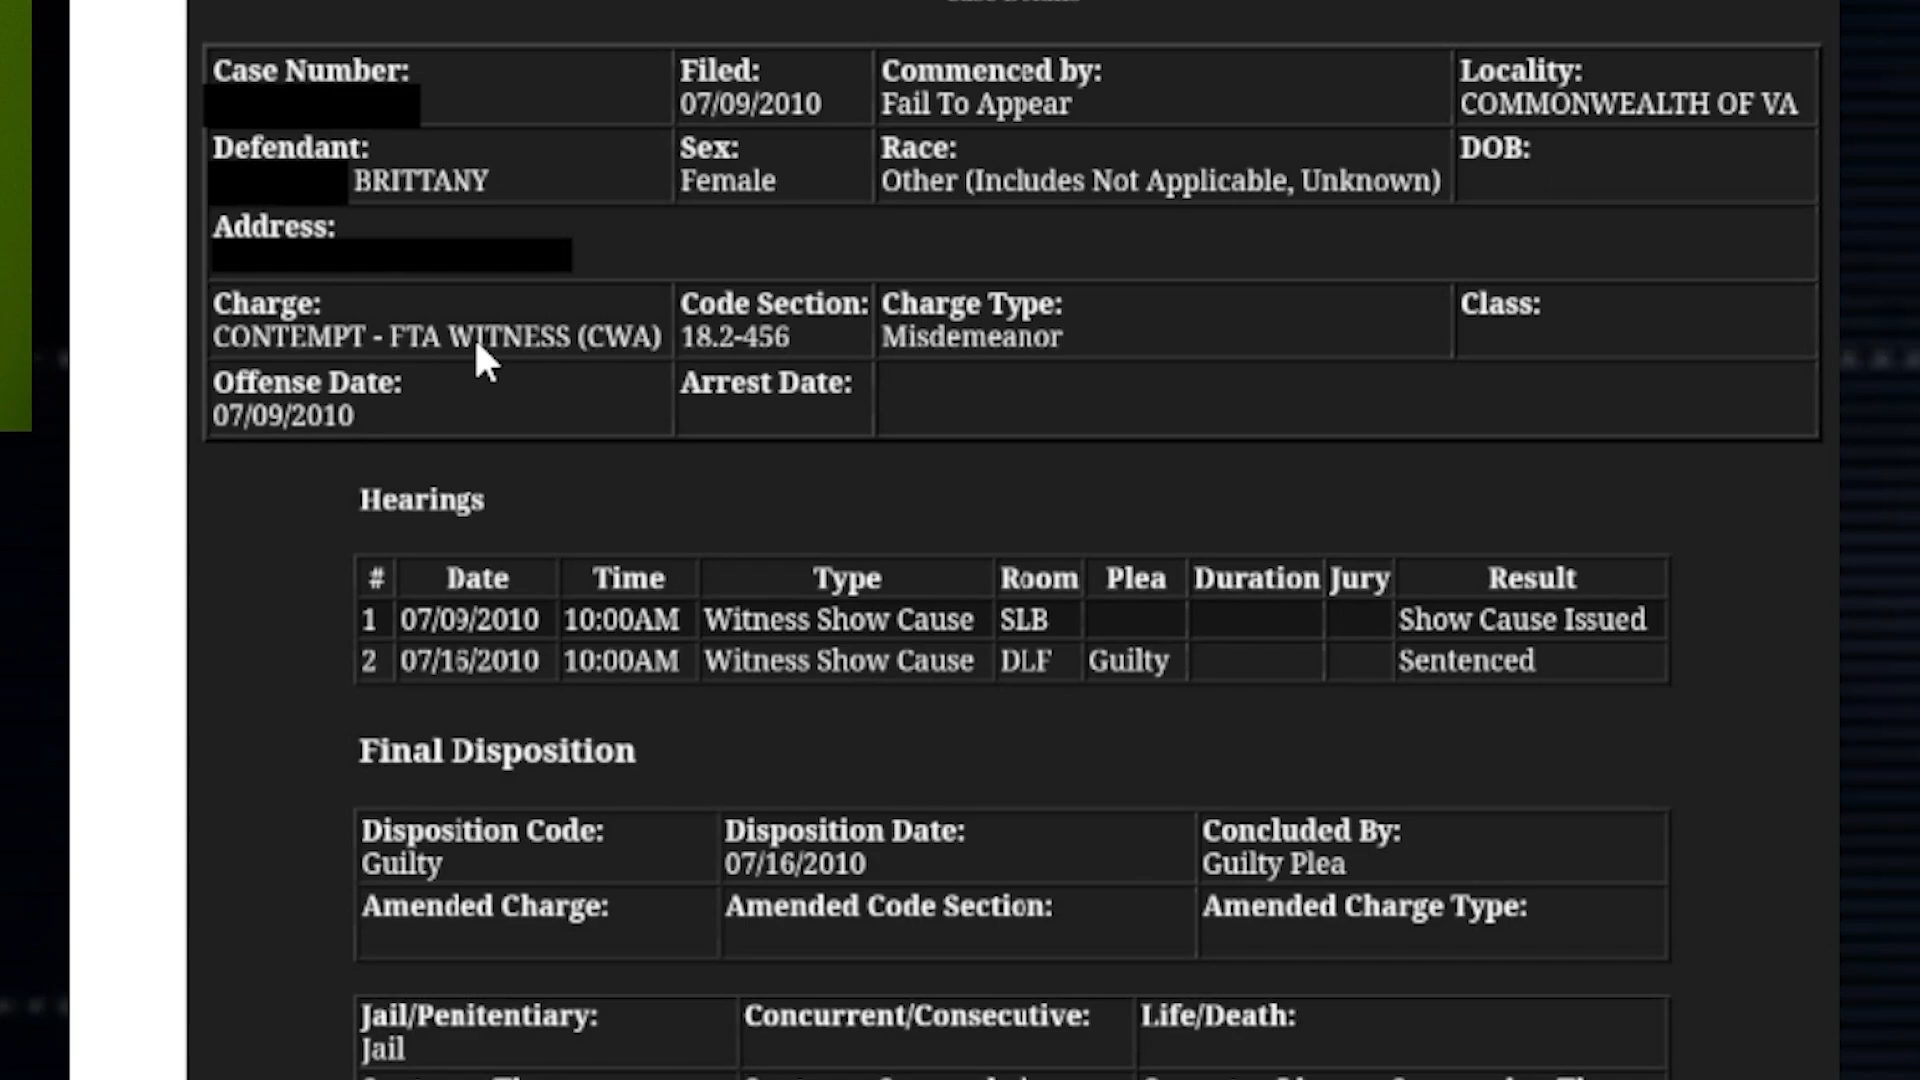 Case Number: Filed: Commenced by: Locality:
07/09/2010 Fail To Appear COMMONWEALTH OF VA
Defendant: Sex: Race: DOB:
BRITTANY Female Other (Includes Not Applicable, Unknown)
Address:
Charge: Code Section: Charge Type: Class:
CONTEMPT - FTA WITNESS (CWA) 18.2-456 Misdemeanor
Offense Date: Arrest Date:
07/09/2010
Hearings
# Date Time Type Room Plea Duration Jury Result
1 07/09/2010 10:00AM Witness Show Cause SLB Show Cause Issued
2 07/16/2010 10:00AM Witness Show Cause DLF Guilty Sentenced
Final Disposition
Disposition Code: Disposition Date: Concluded By:
Guilty 07/16/2010 Guilty Plea
Amended Charge: Amended Code Section: Amended Charge Type:
Jail/Penitentiary: Concurrent/Consecutive: Life/Death:
Jail